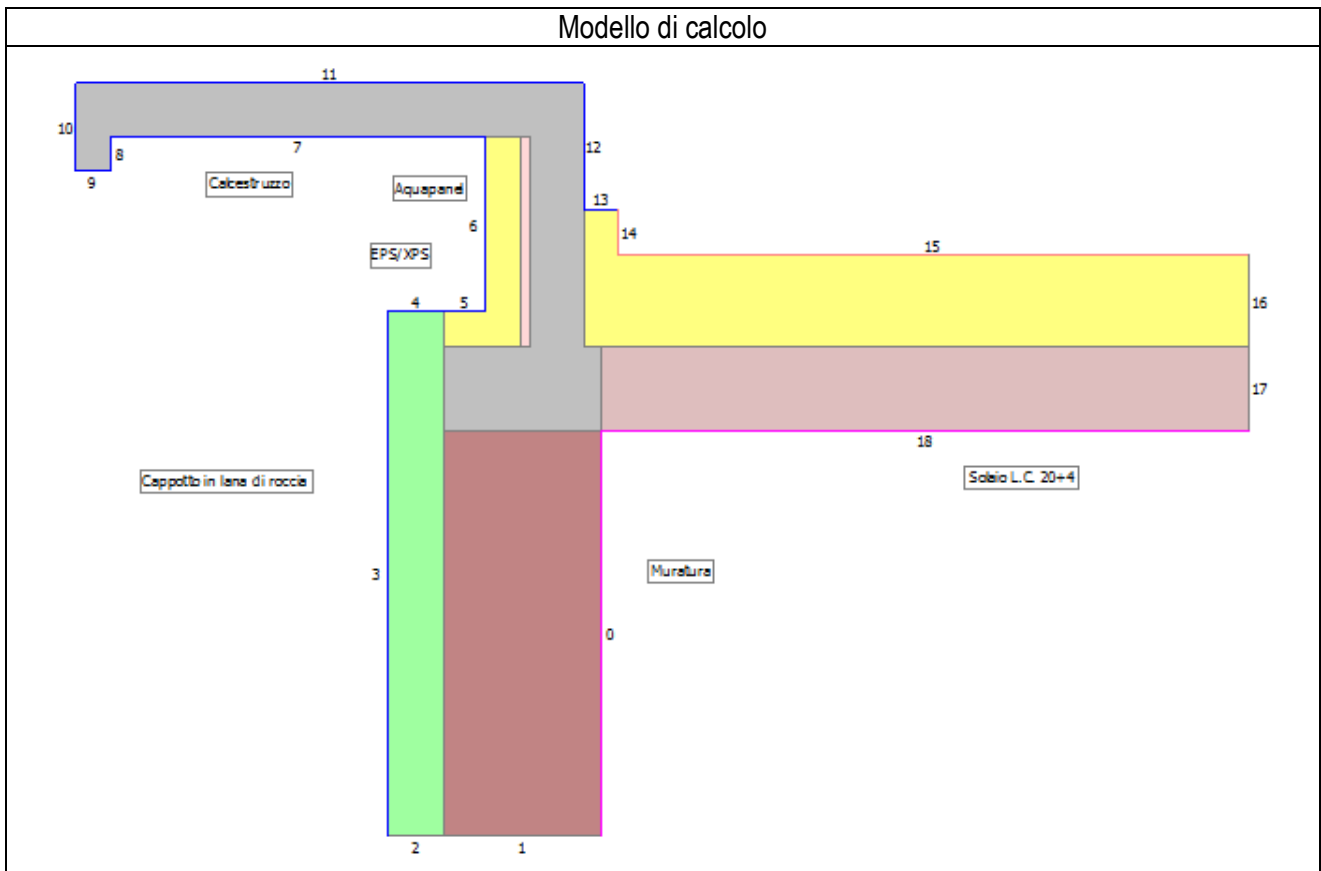 Modello di calcolo
11
10
8
7
12
9
Calcestruzzo
Aquapanel
13
6
14
15
EPS/XPS
4
5
16
17
18
Cappotto in lana di roccia
Solaio L.C. 20+4
3
Muratura
0
2
1